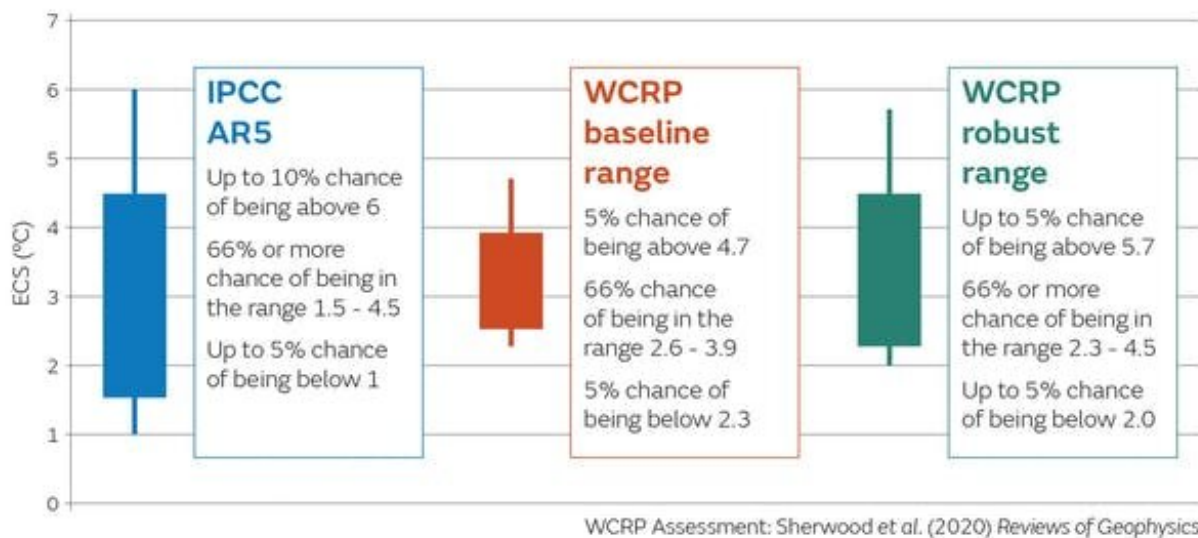 7
6
5
4
3
2
1
0
ECS (ºC)
IPCC
AR5
Up to 10% chance
of being above 6
66% or more
chance of being in
the range 1.5 - 4.5
Up to 5% chance
of being below 1
WCRP
baseline
range
5% chance of
being above 4.7
66% chance
of being in the
range 2.6 - 3.9
5% chance of
being below 2.3
WCRP
robust
range
Up to 5% chance
of being above 5.7
66% or more
chance of being in
the range 2.3 - 4.5
Up to 5% chance
of being below 2.0
WCRP Assessment: Sherwood et al. (2020) Reviews of Geophysics